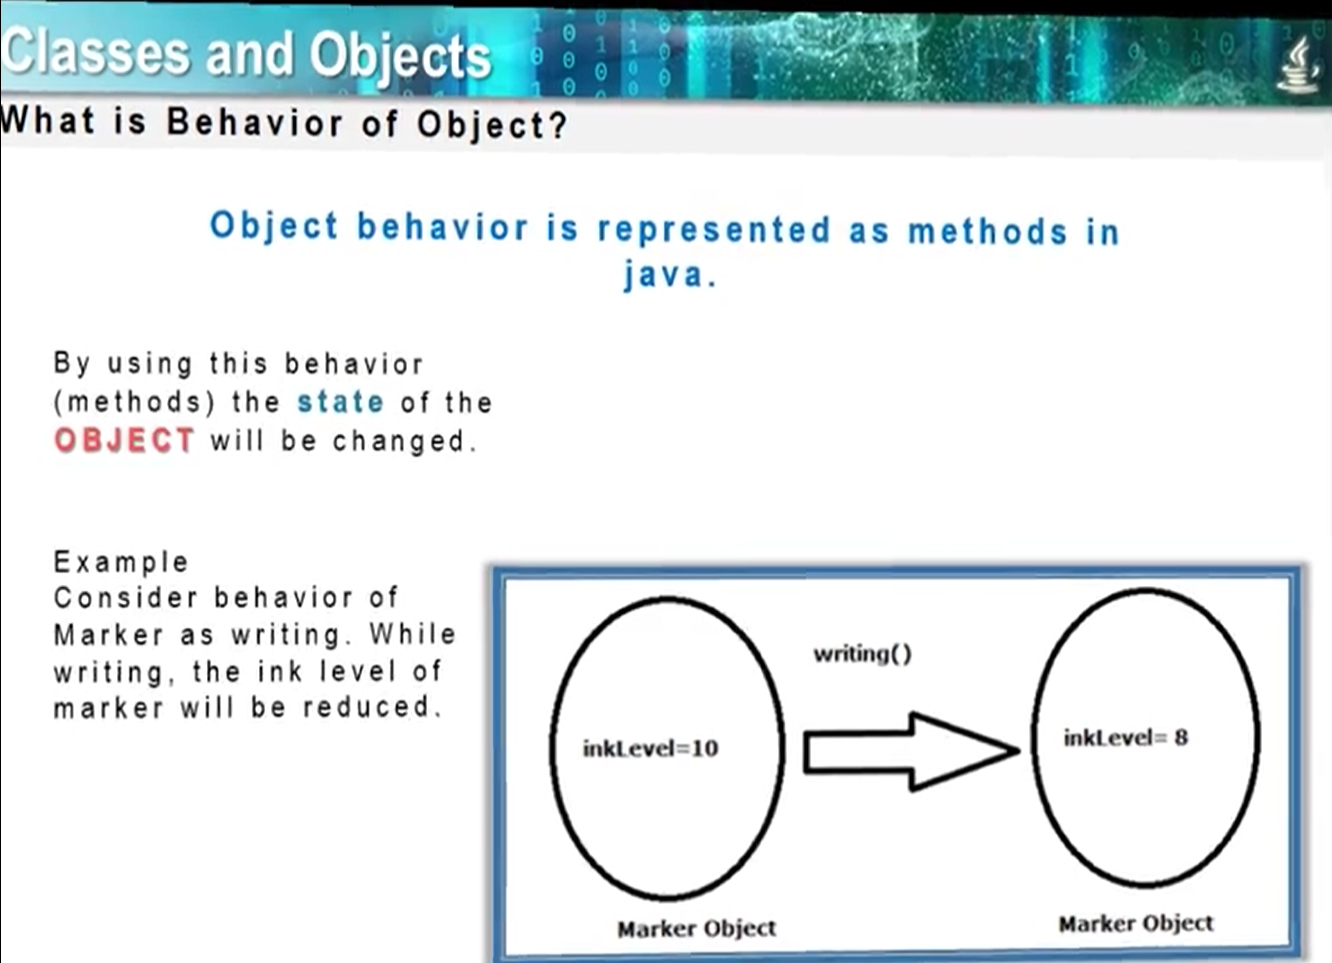 Classes and Objects
What is Behavior of Object?
Object behavior is represented as methods in
java.
By using this behavior
(methods) the state of the
OBJECT will be changed.
Example
Consider behavior of
Marker as writing. While
writing, the ink level of
marker will be reduced.
writing()
inkLevel=10
inkLevel= 8
Marker Object
Marker Object